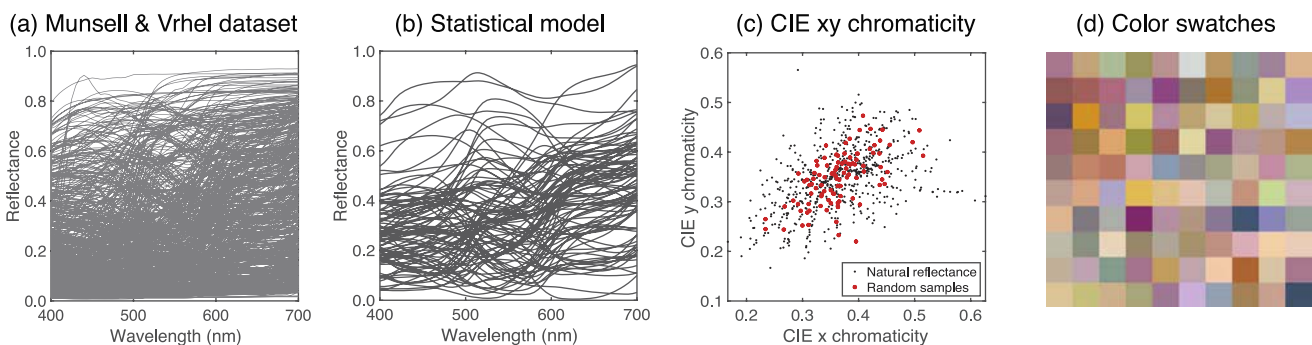 (a) Munsell & Vrhel dataset
1.0
0.8
0.6
0.4
0.2
0.0
Reflectance
400
500
600
700
Wavelength (nm)
(b) Statistical model
1.0
0.8
0.6
0.4
0.2
0.0
Reflectance
400
500
600
700
Wavelength (nm)
(c) CIE xy chromaticity
0.6
0.5
0.4
0.3
0.2
0.1
CIE y chromaticity
Natural reflectance
Random samples
0.2
0.3
0.4
0.5
0.6
CIE x chromaticity
(d) Color swatches